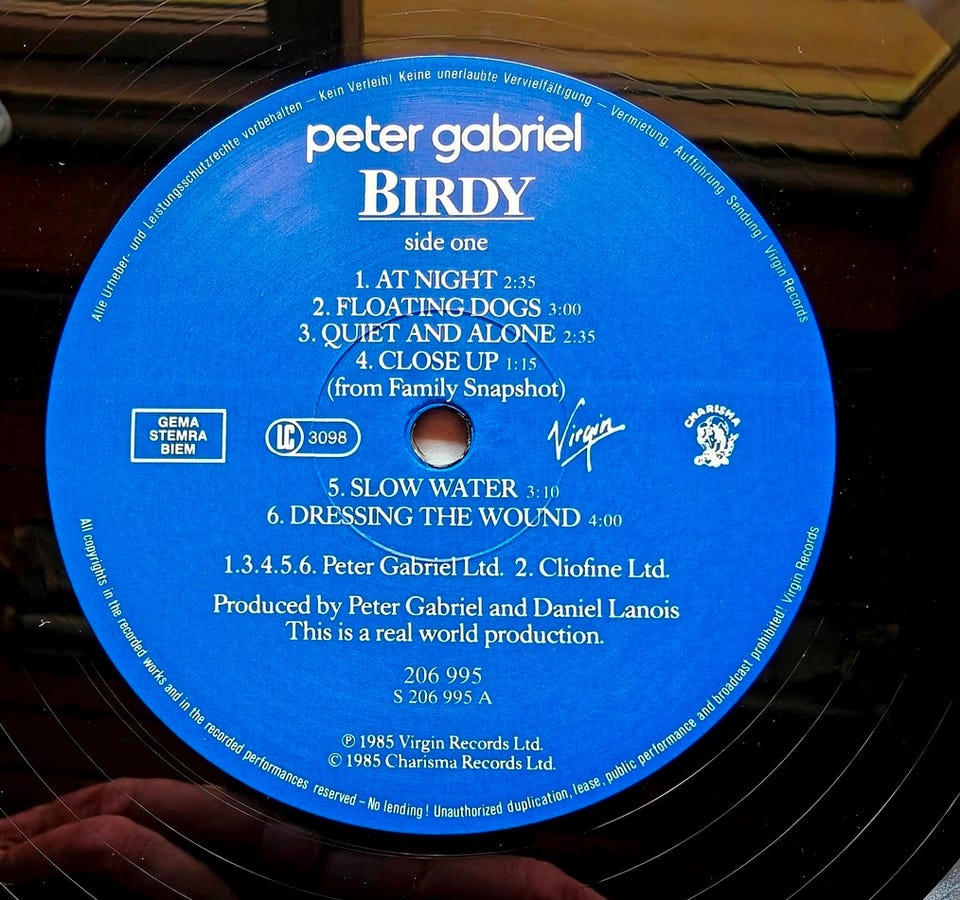 Alle Urheber- und Leistungsschutzrechte vorbehalten – Kein Verleih! Keine unerlaubte Vervielfältigung – Vermietung, Aufführung, Sendung! Virgin Records
peter gabriel
BIRDY
side one
1. AT NIGHT 2:35
2. FLOATING DOGS 3:00
3. QUIET AND ALONE 2:35
4. CLOSE UP 1:15
(from Family Snapshot)
GEMA
STEMRA
BIEM
LC 3098
Virgin
CHARISMA
5. SLOW WATER 3:10
6. DRESSING THE WOUND 4:00
1.3.4.5.6. Peter Gabriel Ltd. 2. Cliofine Ltd.
Produced by Peter Gabriel and Daniel Lanois
This is a real world production.
206 995
S 206 995 A
℗ 1985 Virgin Records Ltd.
© 1985 Charisma Records Ltd.
All copyrights in the recorded works and in the recorded performances reserved – No lending! Unauthorized duplication, lease, public performance and broadcast prohibited! Virgin Records